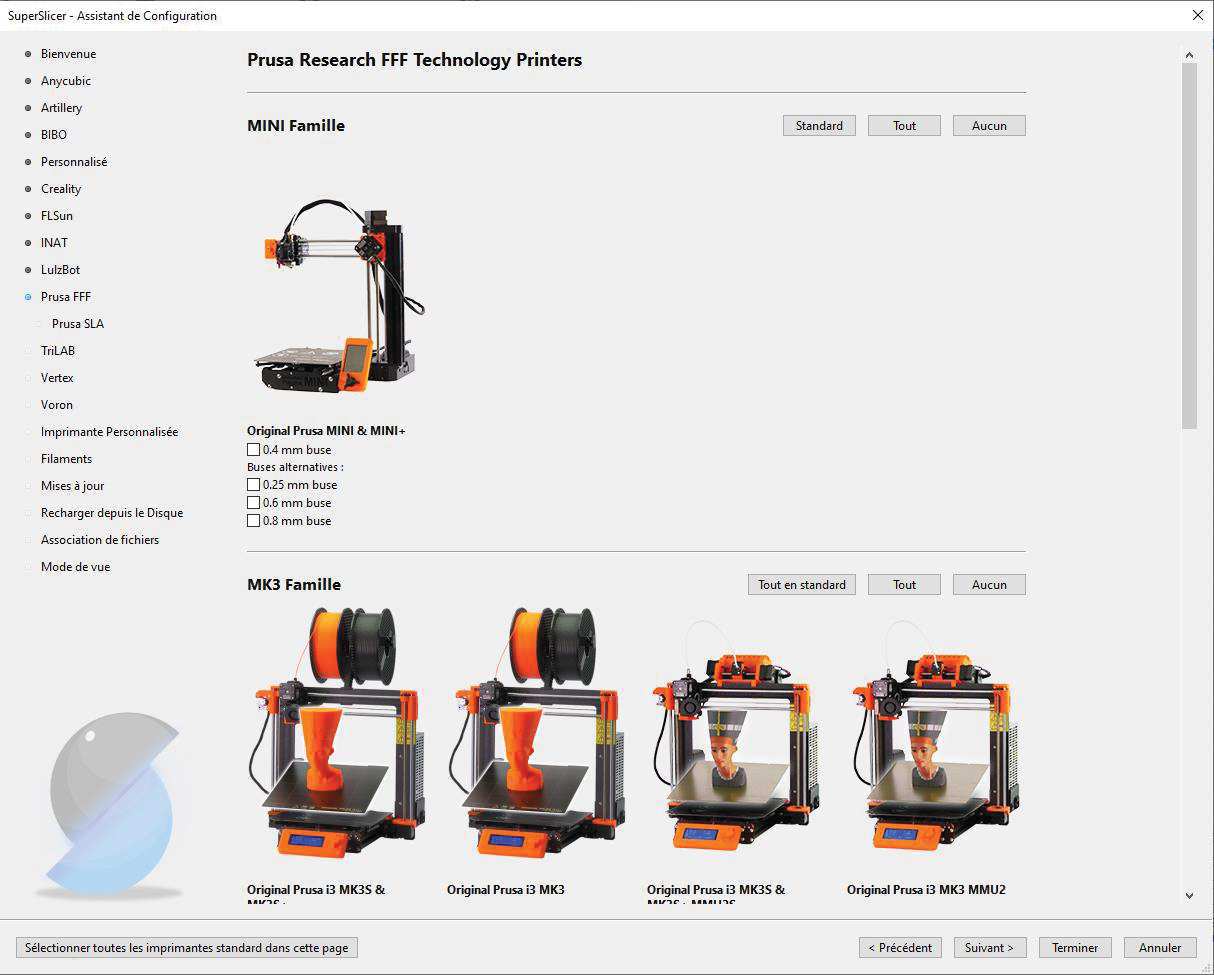 SuperSlicer - Assistant de Configuration
Bienvenue
Anycubic
Artillery
BIBO
Personnalisé
Creality
FLSun
INAT
LulzBot
Prusa FFF
Prusa SLA
TriLAB
Vertex
Voron
Imprimante Personnalisée
Filaments
Mises à jour
Recharger depuis le Disque
Association de fichiers
Mode de vue
Prusa Research FFF Technology Printers
MINI Famille
Standard
Tout
Aucun
Original Prusa MINI & MINI+
0.4 mm buse
Buses alternatives :
0.25 mm buse
0.6 mm buse
0.8 mm buse
MK3 Famille
Tout en standard
Tout
Aucun
Original Prusa i3 MK3S &
MK3S+
Original Prusa i3 MK3
Original Prusa i3 MK3S &
MK3S+ MMU2S
Original Prusa i3 MK3 MMU2
Sélectionner toutes les imprimantes standard dans cette page
< Précédent
Suivant >
Terminer
Annuler